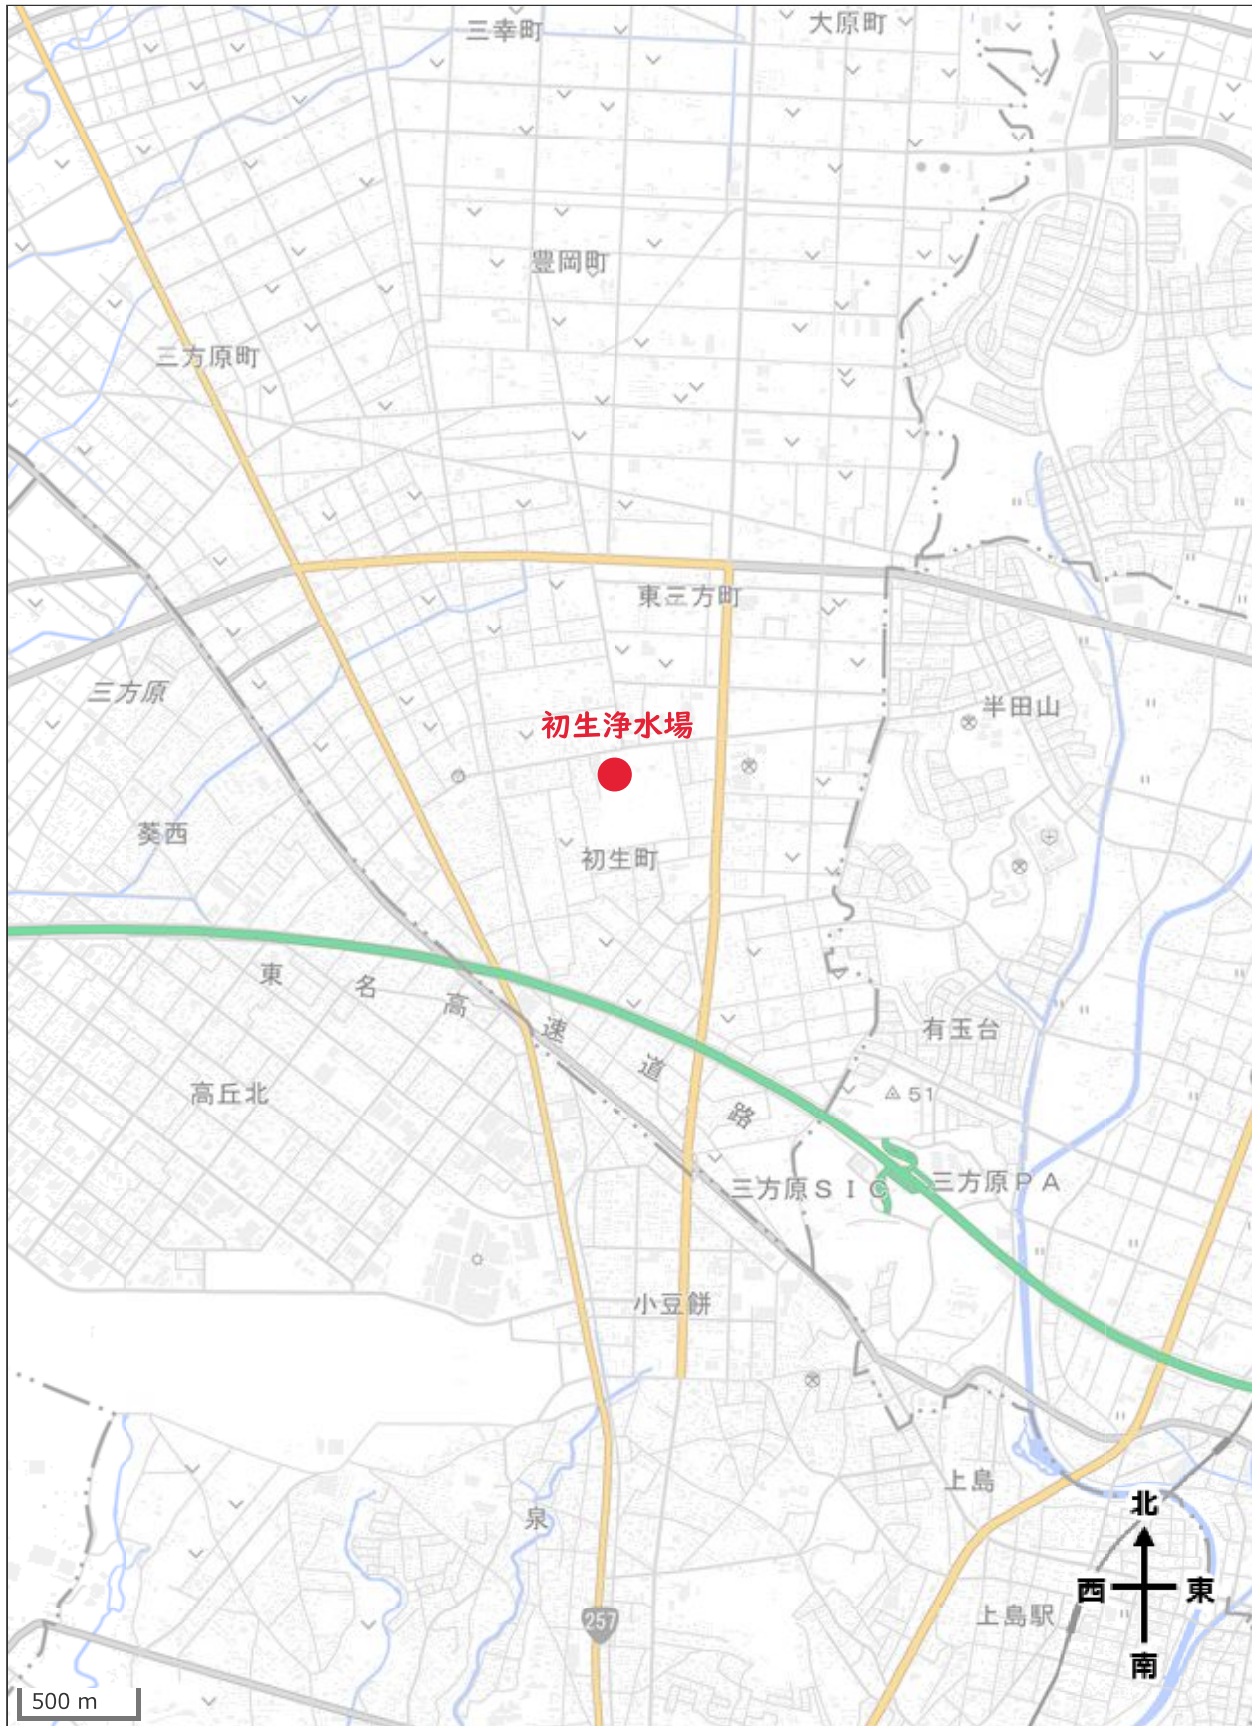 三幸町
大原町
豊岡町
三方原町
東三方町
三方原
半田山
初生浄水場
葵西
初生町
東名高速道路
有玉台
51
高丘北
三方原SIC
三方原PA
小豆餅
上島
泉
北
西
東
上島駅
257
南
500 m